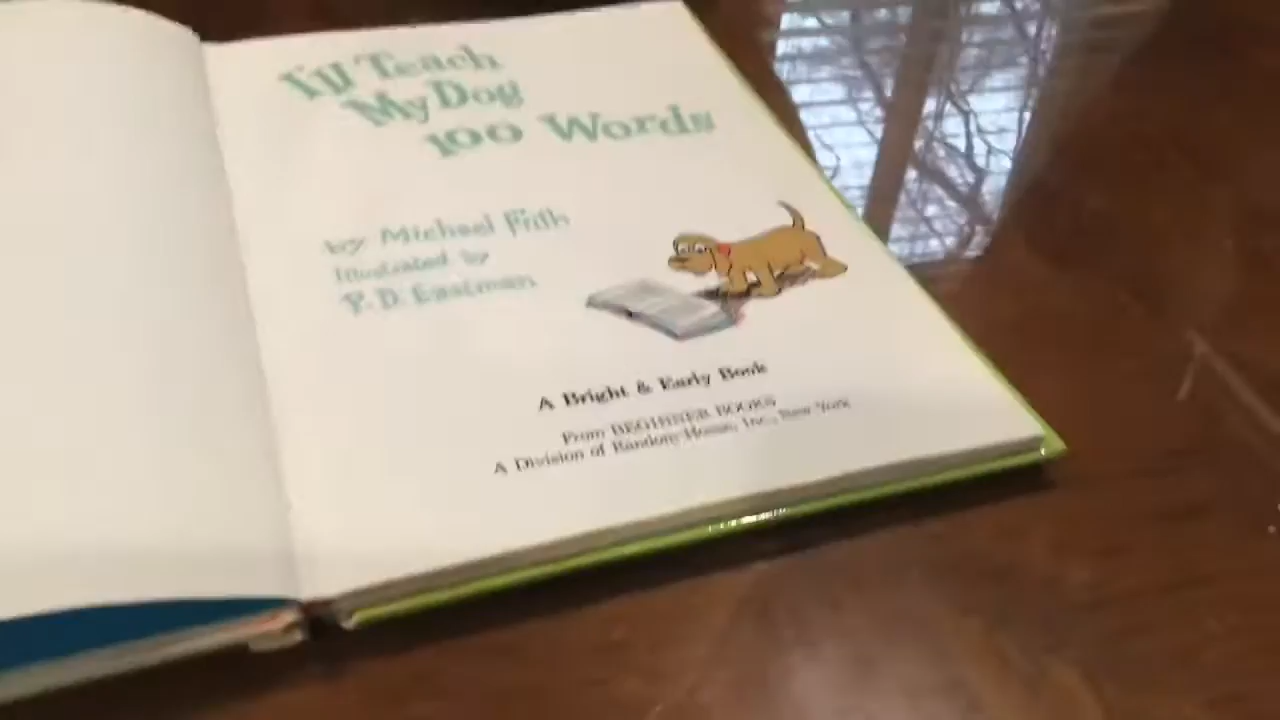 I'll Teach
My Dog
100 Words
by Michael Frith
Illustrated by
P. D. Eastman
A Bright & Early Book
From BEGINNER BOOKS
A Division of Random House, Inc., New York